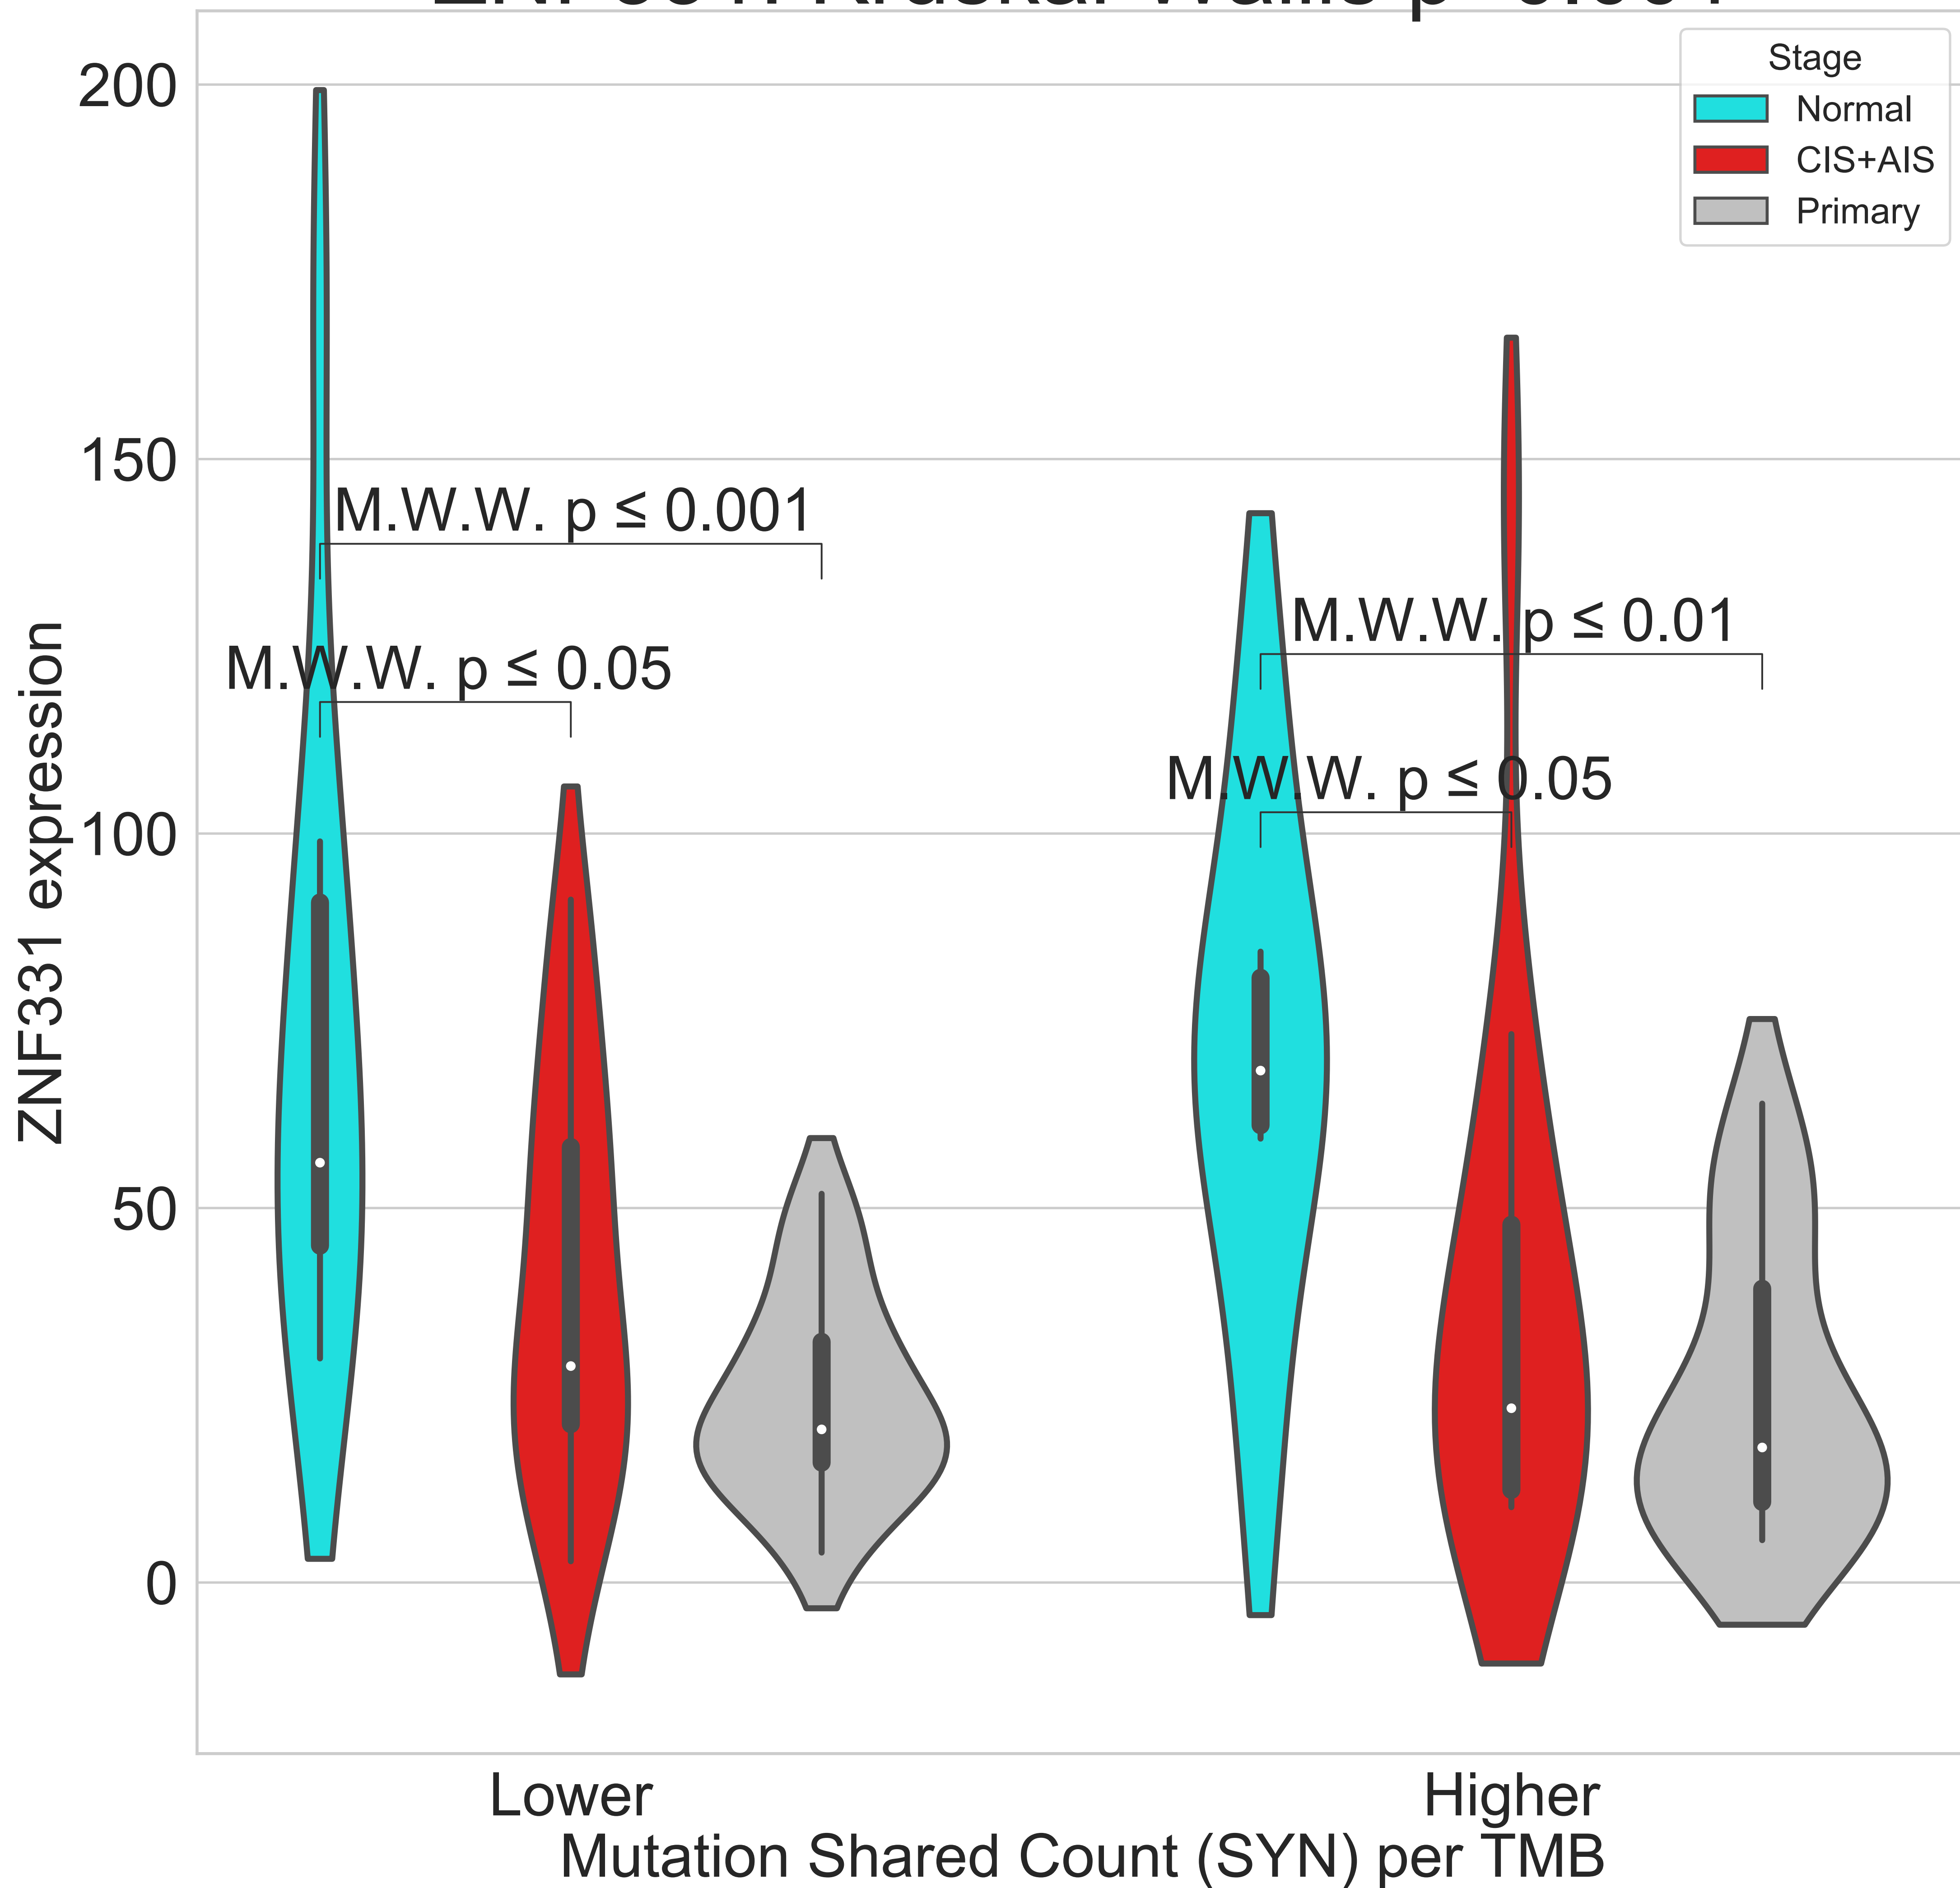 Stage
Normal
CIS+AIS
Primary
200
150
100
50
0
ZNF331 expression
M.W.W. p ≤ 0.001
M.W.W. p ≤ 0.05
M.W.W. p ≤ 0.01
M.W.W. p ≤ 0.05
Lower
Higher
Mutation Shared Count (SYN) per TMB